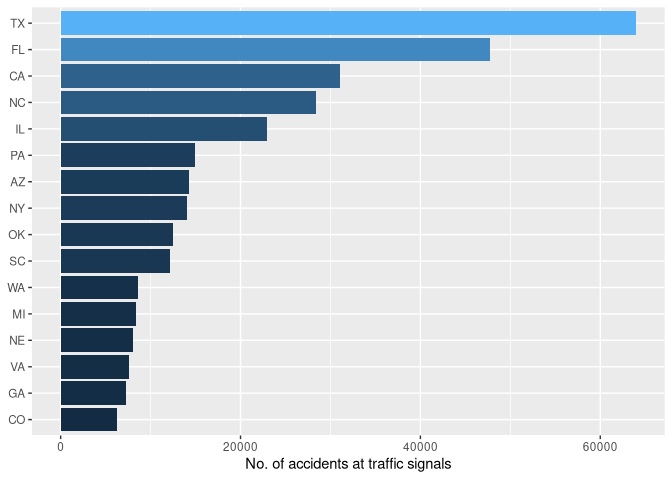 TX
FL
CA
NC
IL
PA
AZ
NY
OK
SC
WA
MI
NE
VA
GA
CO
0 20000 40000 60000
No. of accidents at traffic signals